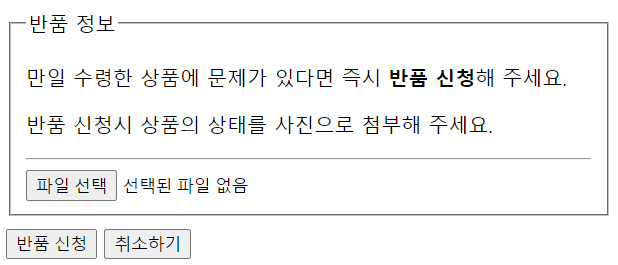 반품 정보
만일 수령한 상품에 문제가 있다면 즉시 반품 신청해 주세요.
반품 신청시 상품의 상태를 사진으로 첨부해 주세요.
파일 선택 선택된 파일 없음
반품 신청 취소하기